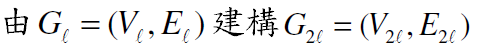 由 G_ℓ = (V_ℓ, E_ℓ) 建構 G_{2ℓ} = (V_{2ℓ}, E_{2ℓ})